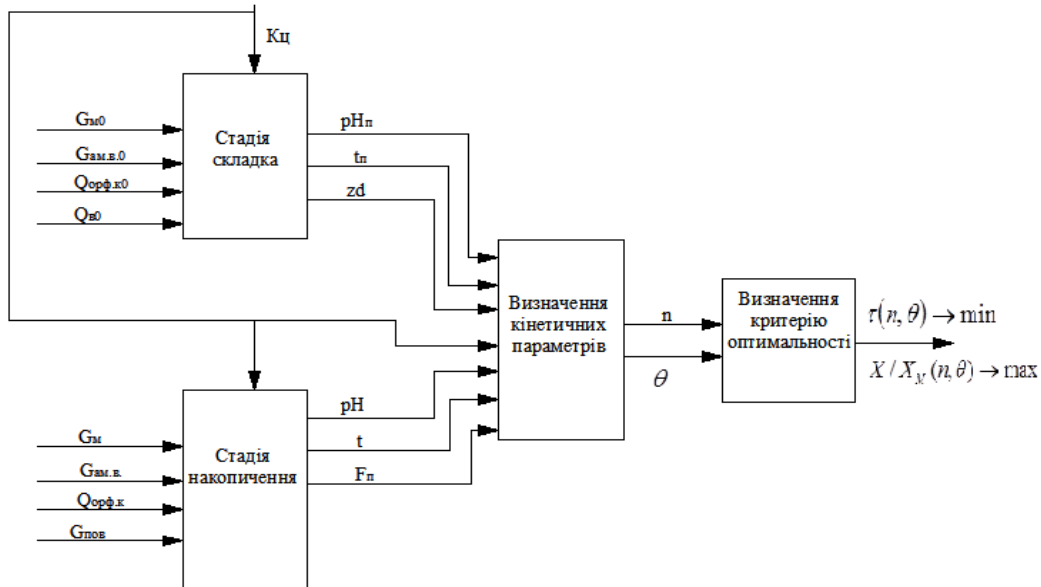 Кц
Gм0
Gам.в.0
Qорф.к0
Qв0
Стадія
складка
pHп
tп
zd
Визначення
кінетичних
параметрів
n
θ
Визначення
критерію
оптимальності
τ(n, θ) → min
X / X_M (n, θ) → max
Gм
Gам.в.
Qорф.к
Gпов
Стадія
накопичення
pH
t
Fп